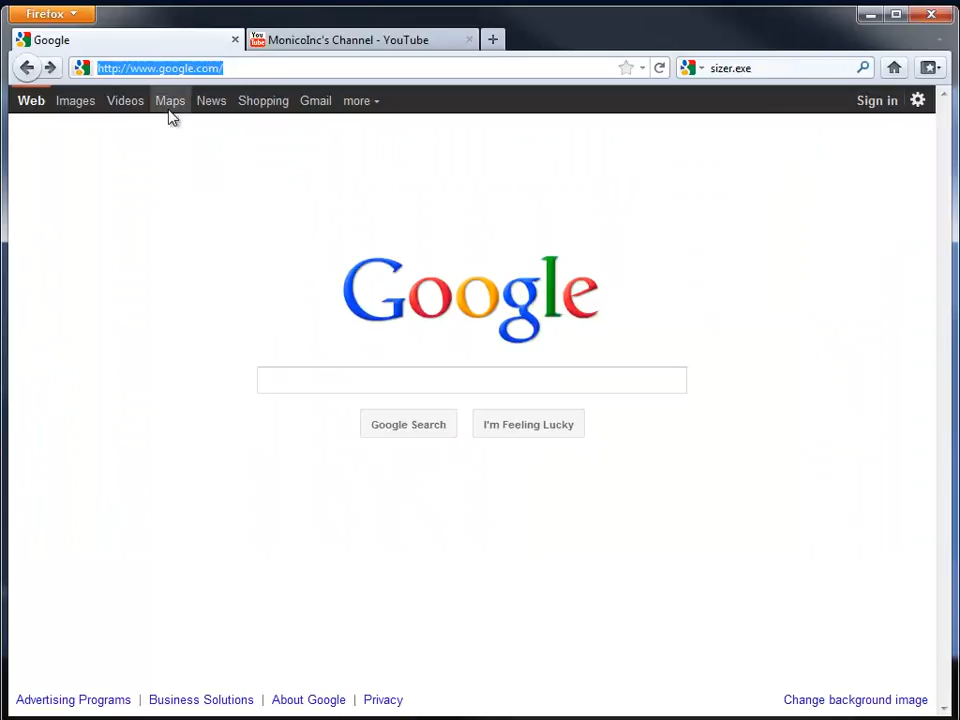 Firefox
Google
MonicoInc's Channel - YouTube
http://www.google.com/
sizer.exe
Web Images Videos Maps News Shopping Gmail more
Sign in
Google
Google Search
I'm Feeling Lucky
Advertising Programs | Business Solutions | About Google | Privacy
Change background image